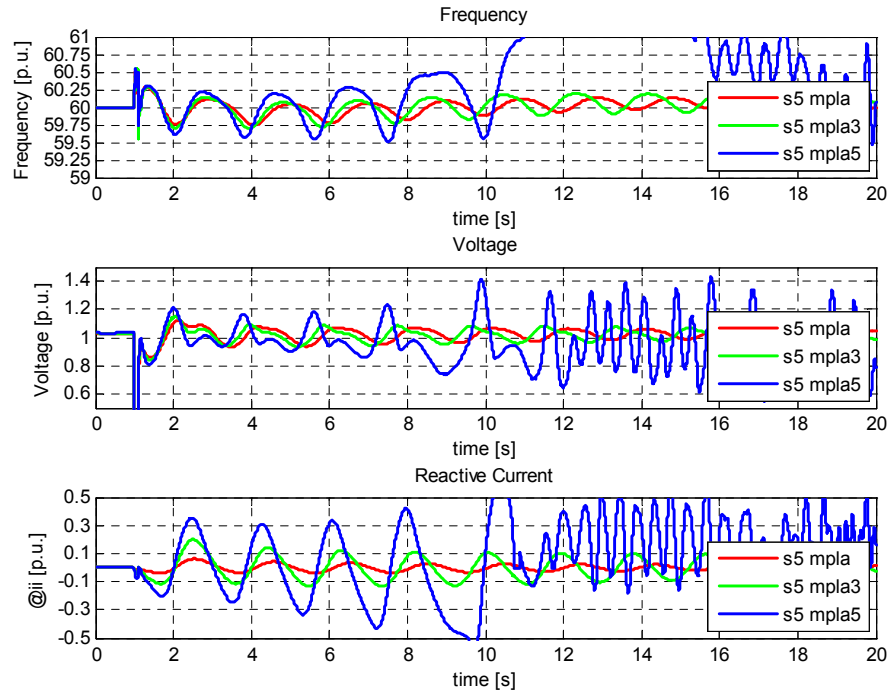 Frequency
Frequency [p.u.]
61
60.75
60.5
60.25
60
59.75
59.5
59.25
59
0 2 4 6 8 10 12 14 16 18 20
time [s]
s5 mpla
s5 mpla3
s5 mpla5
Voltage
Voltage [p.u.]
1.4
1.2
1
0.8
0.6
0 2 4 6 8 10 12 14 16 18 20
time [s]
s5 mpla
s5 mpla3
s5 mpla5
Reactive Current
@ii [p.u.]
0.5
0.3
0.1
-0.1
-0.3
-0.5
0 2 4 6 8 10 12 14 16 18 20
time [s]
s5 mpla
s5 mpla3
s5 mpla5